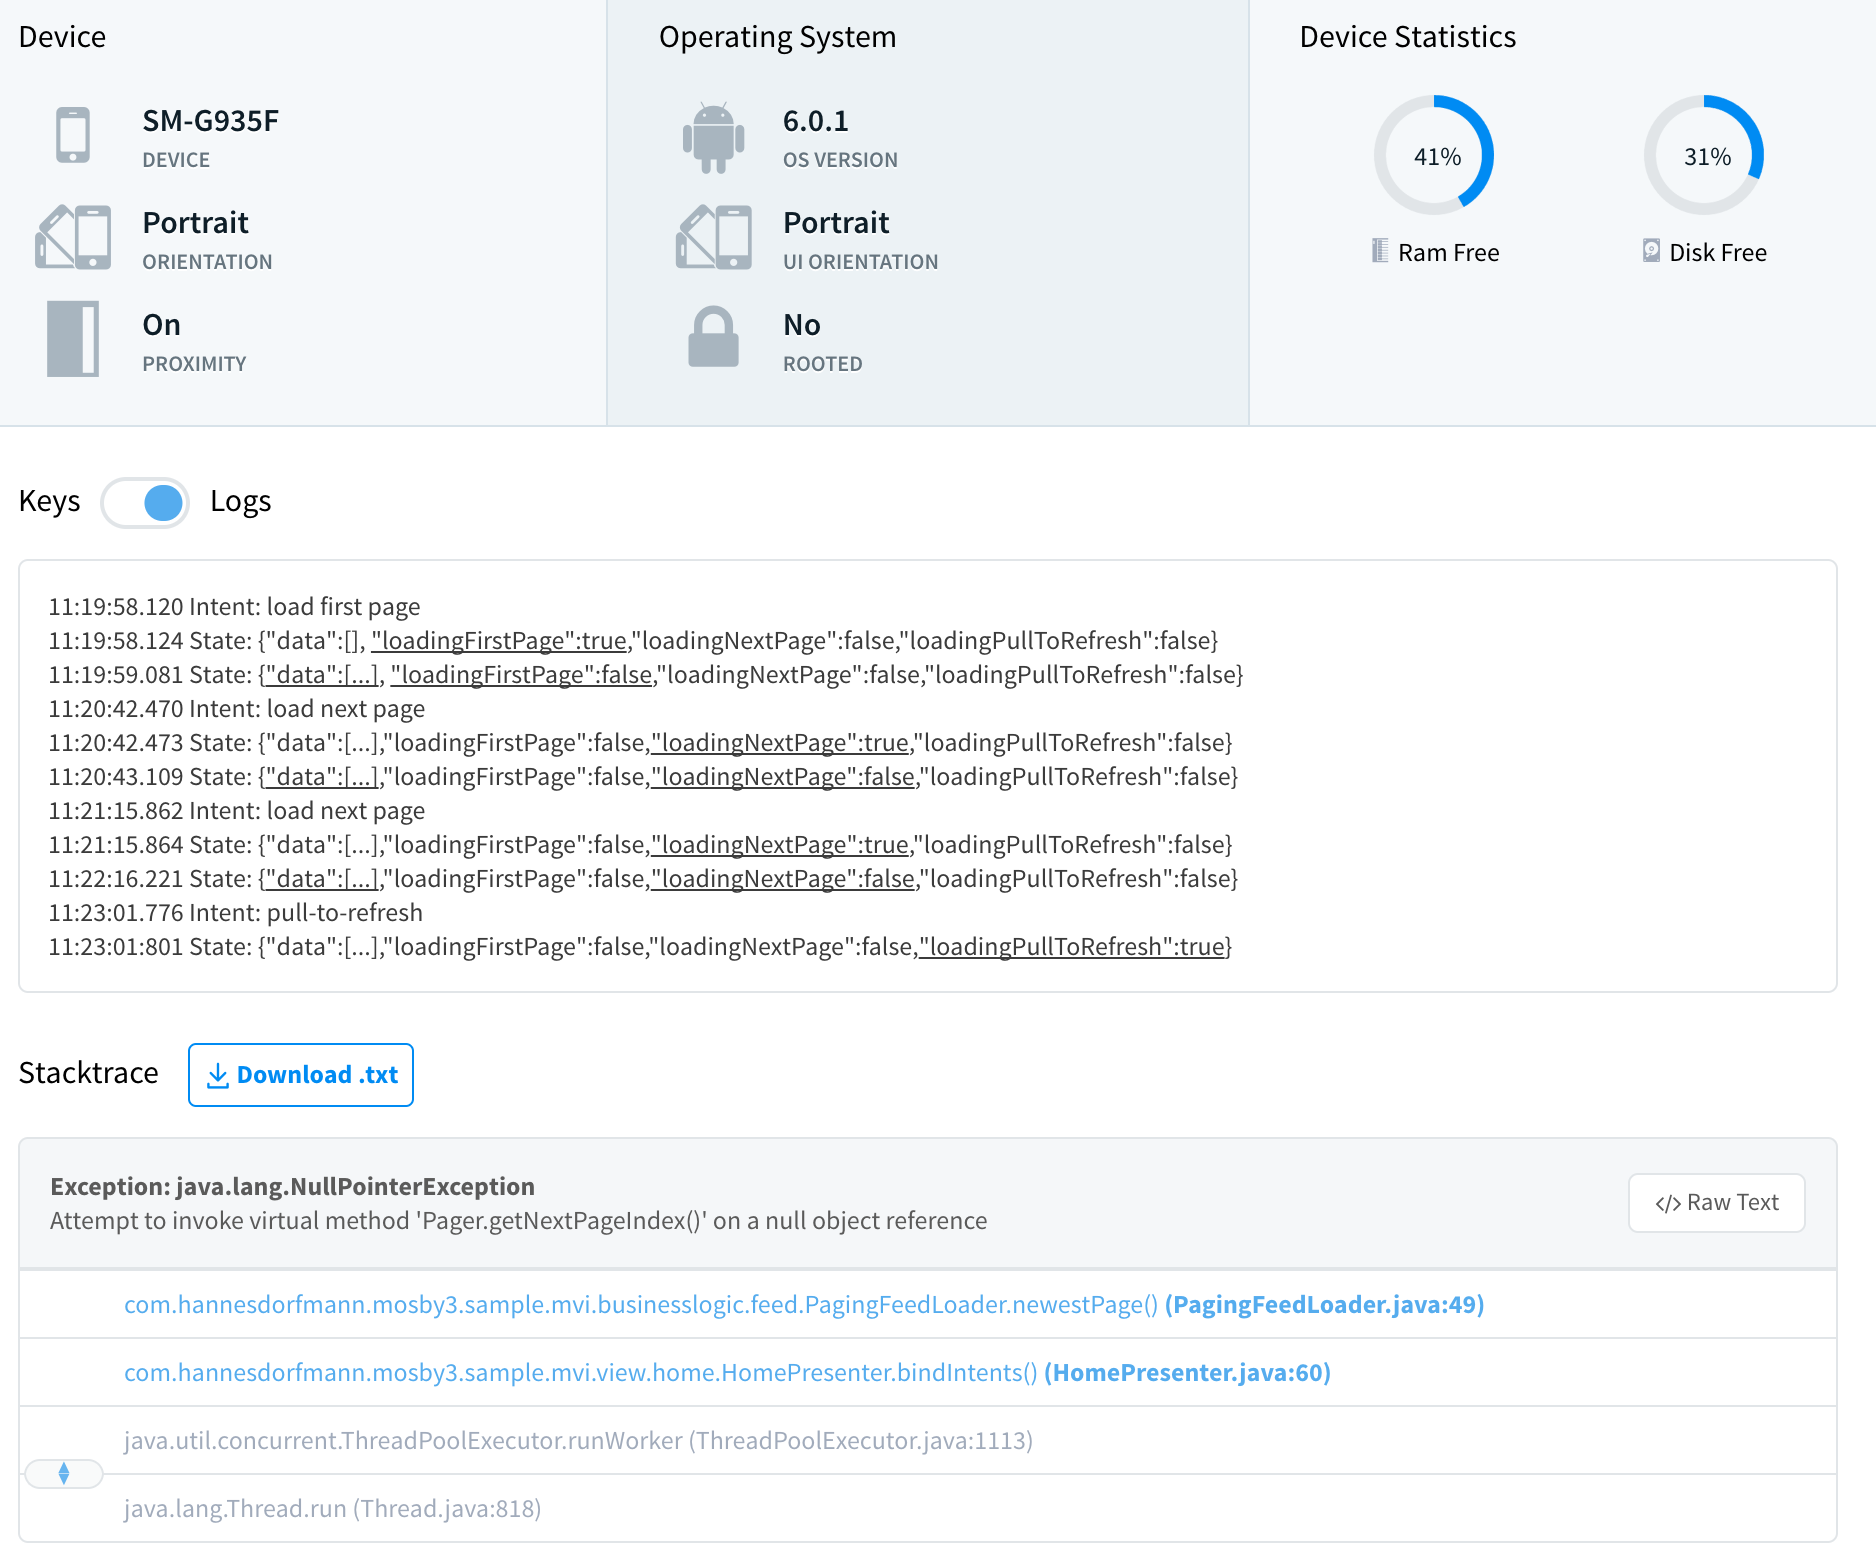 Device
SM-G935F
DEVICE
Portrait
ORIENTATION
On
PROXIMITY
Operating System
6.0.1
OS VERSION
Portrait
UI ORIENTATION
No
ROOTED
Device Statistics
41%
Ram Free
31%
Disk Free
Keys Logs
11:19:58.120 Intent: load first page
11:19:58.124 State: {"data":[], "loadingFirstPage":true,"loadingNextPage":false,"loadingPullToRefresh":false}
11:19:59.081 State: {"data":[...], "loadingFirstPage":false,"loadingNextPage":false,"loadingPullToRefresh":false}
11:20:42.470 Intent: load next page
11:20:42.473 State: {"data":[...],"loadingFirstPage":false,"loadingNextPage":true,"loadingPullToRefresh":false}
11:20:43.109 State: {"data":[...],"loadingFirstPage":false,"loadingNextPage":false,"loadingPullToRefresh":false}
11:21:15.862 Intent: load next page
11:21:15.864 State: {"data":[...],"loadingFirstPage":false,"loadingNextPage":true,"loadingPullToRefresh":false}
11:22:16.221 State: {"data":[...],"loadingFirstPage":false,"loadingNextPage":false,"loadingPullToRefresh":false}
11:23:01.776 Intent: pull-to-refresh
11:23:01:801 State: {"data":[...],"loadingFirstPage":false,"loadingNextPage":false,"loadingPullToRefresh":true}
Stacktrace
Download .txt
Exception: java.lang.NullPointerException
Attempt to invoke virtual method 'Pager.getNextPageIndex()' on a null object reference
</> Raw Text
com.hannesdorfmann.mosby3.sample.mvi.businesslogic.feed.PagingFeedLoader.newestPage() (PagingFeedLoader.java:49)
com.hannesdorfmann.mosby3.sample.mvi.view.home.HomePresenter.bindIntents() (HomePresenter.java:60)
java.util.concurrent.ThreadPoolExecutor.runWorker (ThreadPoolExecutor.java:1113)
java.lang.Thread.run (Thread.java:818)